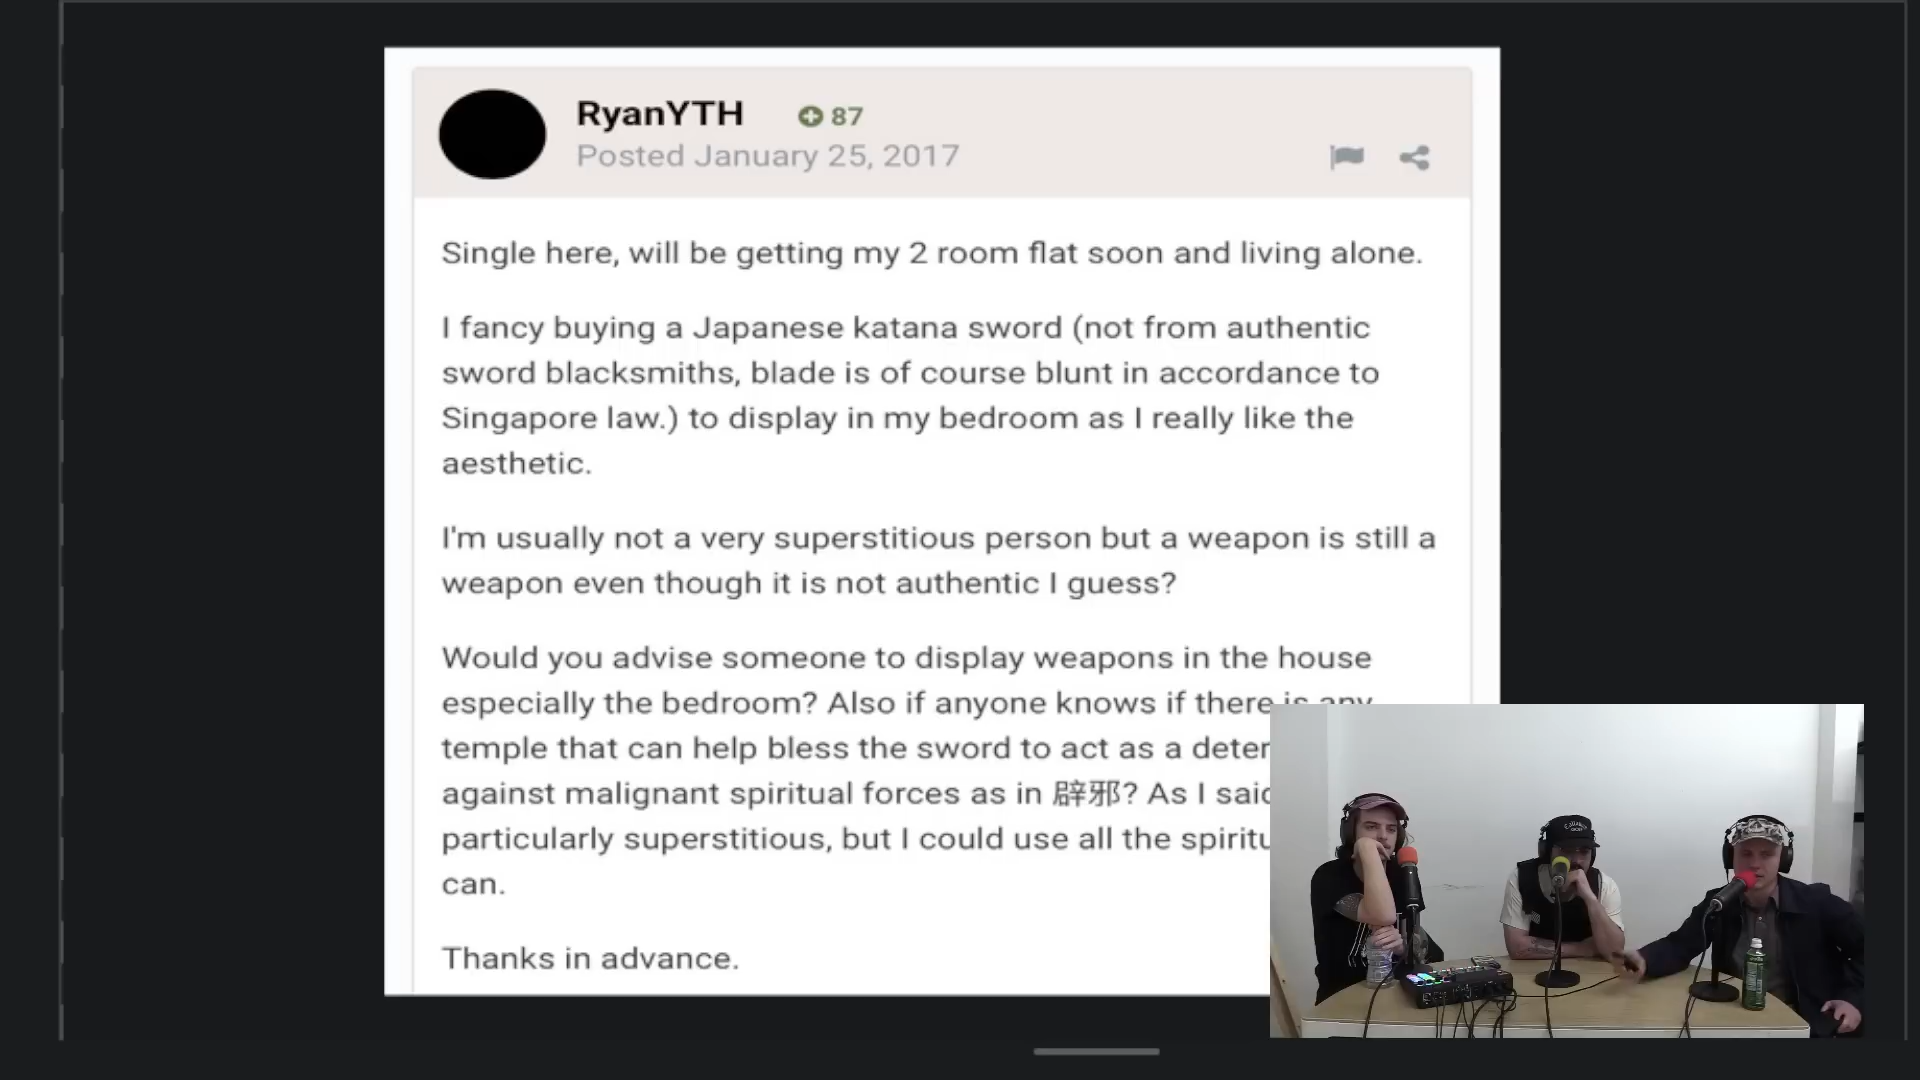 RyanYTH 87
Posted January 25, 2017
Single here, will be getting my 2 room flat soon and living alone.
I fancy buying a Japanese katana sword (not from authentic
sword blacksmiths, blade is of course blunt in accordance to
Singapore law.) to display in my bedroom as I really like the
aesthetic.
I'm usually not a very superstitious person but a weapon is still a
weapon even though it is not authentic I guess?
Would you advise someone to display weapons in the house
especially the bedroom? Also if anyone knows if there is any
temple that can help bless the sword to act as a deter
against malignant spiritual forces as in 辟邪? As I said
particularly superstitious, but I could use all the spiritu
can.
Thanks in advance.